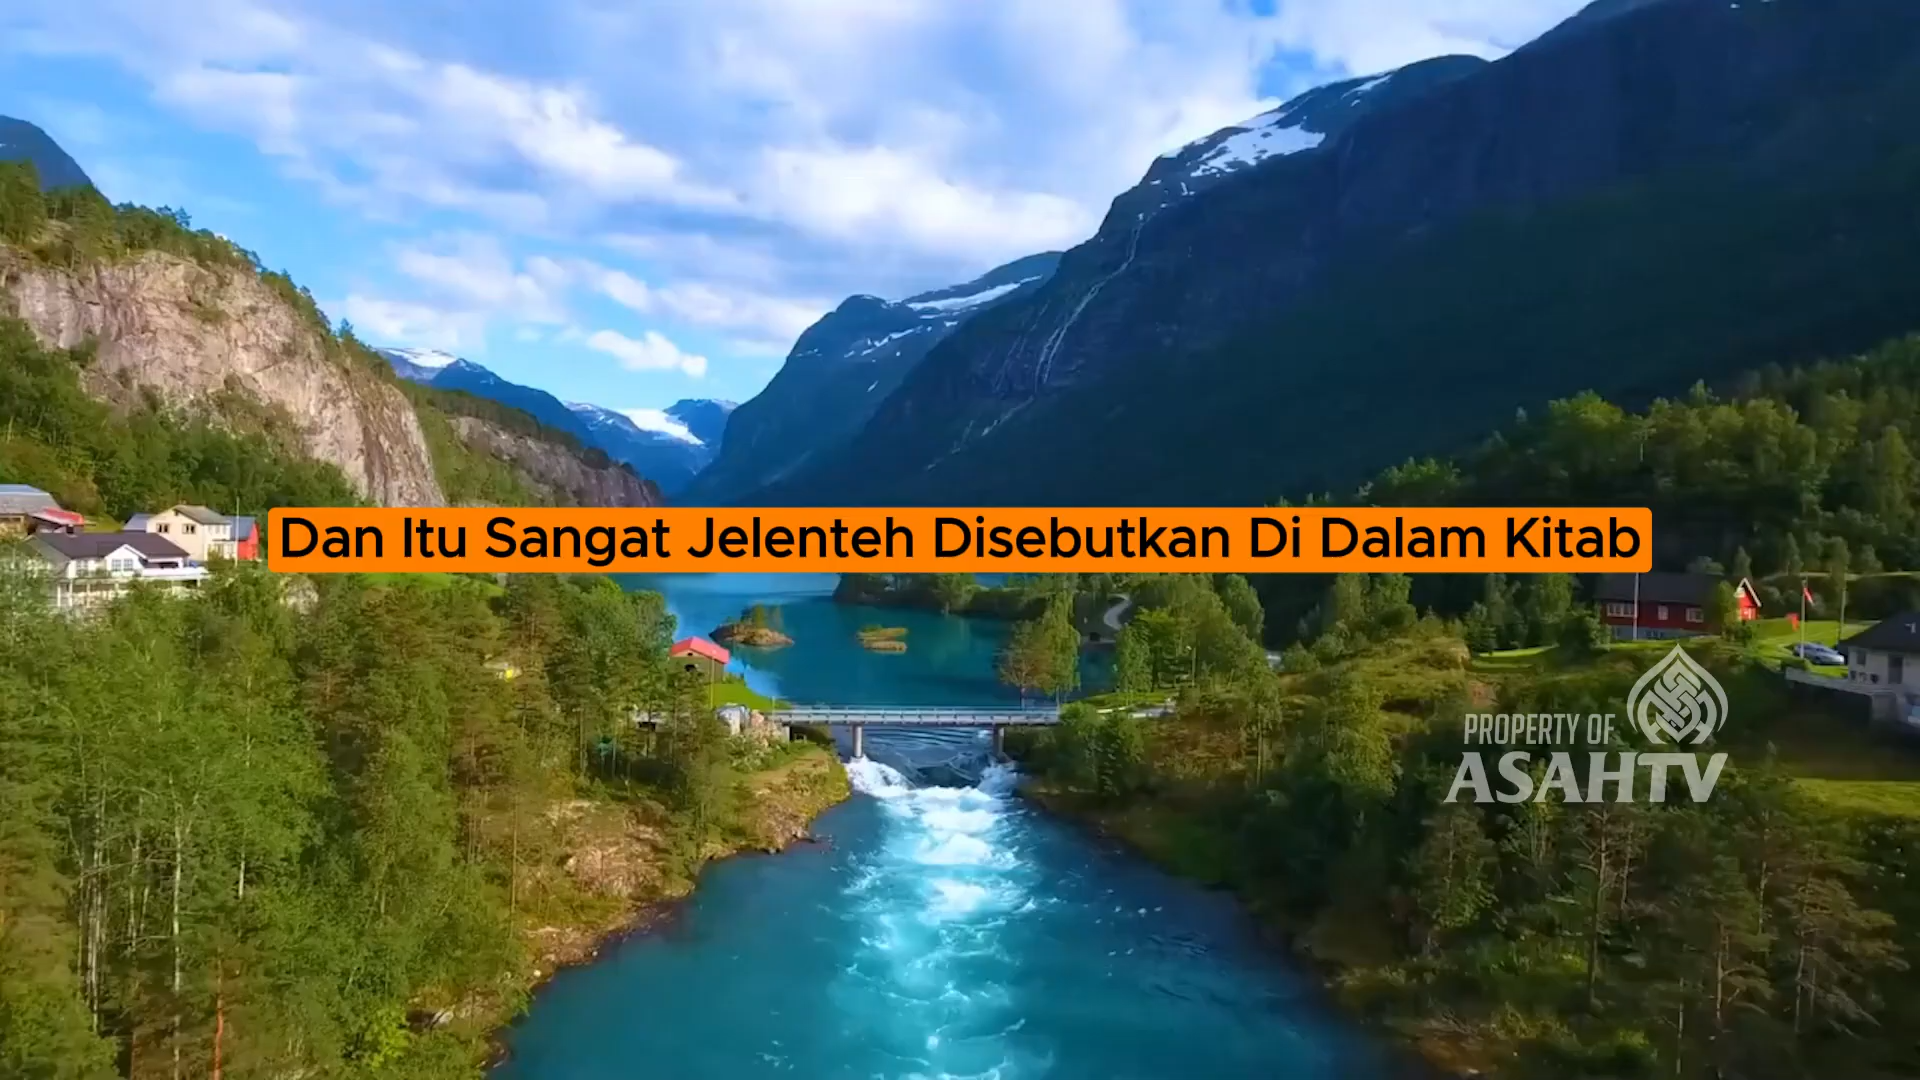 Dan Itu Sangat Jelenteh Disebutkan Di Dalam Kitab
PROPERTY OF
ASAHTV